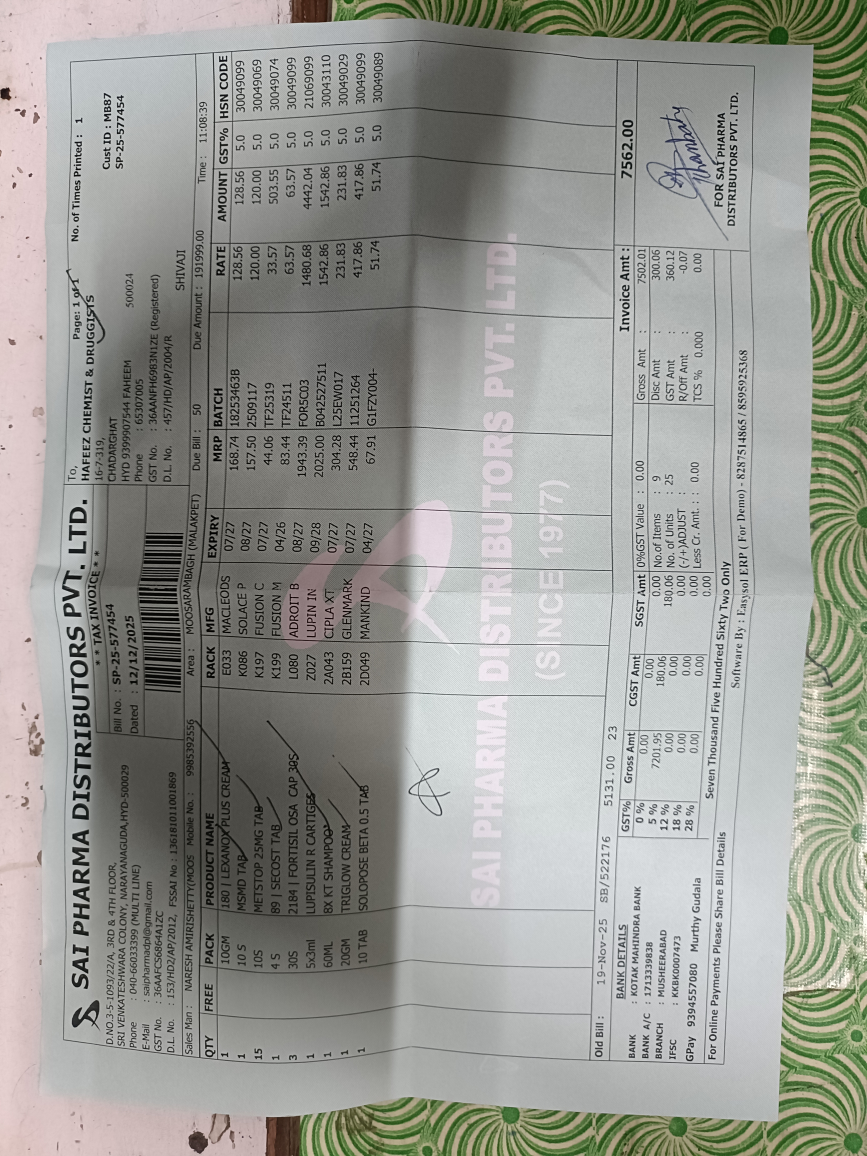 SAI PHARMA DISTRIBUTORS PVT. LTD.
* * TAX INVOICE * *
D.NO.3-5-1093/22/A, 3RD & 4TH FLOOR,
SRI VENKATESHWARA COLONY, NARAYANAGUDA,HYD-500029
Phone : 040-66033399 (MULTI LINE)
E-Mail : saipharmadpl@gmail.com
GST No. : 36AAFCS6864A1ZC
D.L. No. : 153/HD2/AP/2012, FSSAI No : 136181011001869
Bill No. : SP-25-577454
Dated : 12/12/2025
To,
Page: 1 of 1
No. of Times Printed : 1
HAFEEZ CHEMIST & DRUGGISTS
16-7-319,
CHADARGHAT
HYD 9399907544 FAHEEM 500024
Phone : 65307005
GST No. : 36AANFH6983N1ZE (Registered)
D.L. No. : 457/HD/AP/2004/R
SHIVAJI
Cust ID : MB87
SP-25-577454
Sales Man : NARESH AMIRISHETTY(MOOS Mobile No. : 9985392556 Area : MOOSARAMBAGH (MALAKPET) Due Bill : 50 Due Amount : 191999.00 Time : 11:08:39
QTY FREE PACK PRODUCT NAME RACK MFG EXPIRY MRP BATCH RATE AMOUNT GST% HSN CODE
1 10GM 180 | LEXANOX PLUS CREAM E033 MACLEODS 07/27 168.74 18253463B 128.56 128.56 5.0 30049099
1 10 S MSMD TAB K086 SOLACE P 08/27 157.50 2509117 120.00 120.00 5.0 30049069
15 10S METSTOP 25MG TAB K197 FUSION C 07/27 44.06 TF25319 33.57 503.55 5.0 30049074
1 4 S 89 | SECOST TAB K199 FUSION M 04/26 83.44 TF24511 63.57 63.57 5.0 30049099
3 30S 2184 | FORTISIL OSA CAP 30S L080 ADROIT B 08/27 1943.39 FOR5C03 1480.68 4442.04 5.0 21069099
1 5x3ml LUPISULIN R CARTIGES Z027 LUPIN IN 09/28 2025.00 B042527511 1542.86 1542.86 5.0 30043110
1 60ML 8X KT SHAMPOO 2A043 CIPLA XT 07/27 304.28 L25EW017 231.83 231.83 5.0 30049029
1 20GM TRIGLOW CREAM 2B159 GLENMARK 07/27 548.44 11251264 417.86 417.86 5.0 30049099
1 10 TAB SOLOPOSE BETA 0.5 TAB 2D049 MANKIND 04/27 67.91 G1FZY004- 51.74 51.74 5.0 30049089
SAI PHARMA DISTRIBUTORS PVT. LTD.
(SINCE 1977)
Old Bill : 19-Nov-25 SB/522176 5131.00 23
BANK DETAILS
BANK : KOTAK MAHINDRA BANK
BANK A/C : 1713339838
BRANCH : MUSHEERABAD
IFSC : KKBK0007473
GPay 9394557080 Murthy Gudala
For Online Payments Please Share Bill Details
GST% Gross Amt CGST Amt SGST Amt
0 % 0.00 0.00 0.00
5 % 7201.95 180.06 180.06
12 % 0.00 0.00 0.00
18 % 0.00 0.00 0.00
28 % 0.00 0.00 0.00
0%GST Value : 0.00
No.of Items : 9
No. of Units : 25
(-/+)ADJUST :
Less Cr. Amt. : : 0.00
Invoice Amt : 7562.00
Gross Amt : 7502.01
Disc Amt : 300.06
GST Amt : 360.12
R/Off Amt : -0.07
TCS % 0.000 0.00
Seven Thousand Five Hundred Sixty Two Only
Software By : Easysol ERP ( For Demo) - 8287514865 / 8595925368
FOR SAI PHARMA
DISTRIBUTORS PVT. LTD.